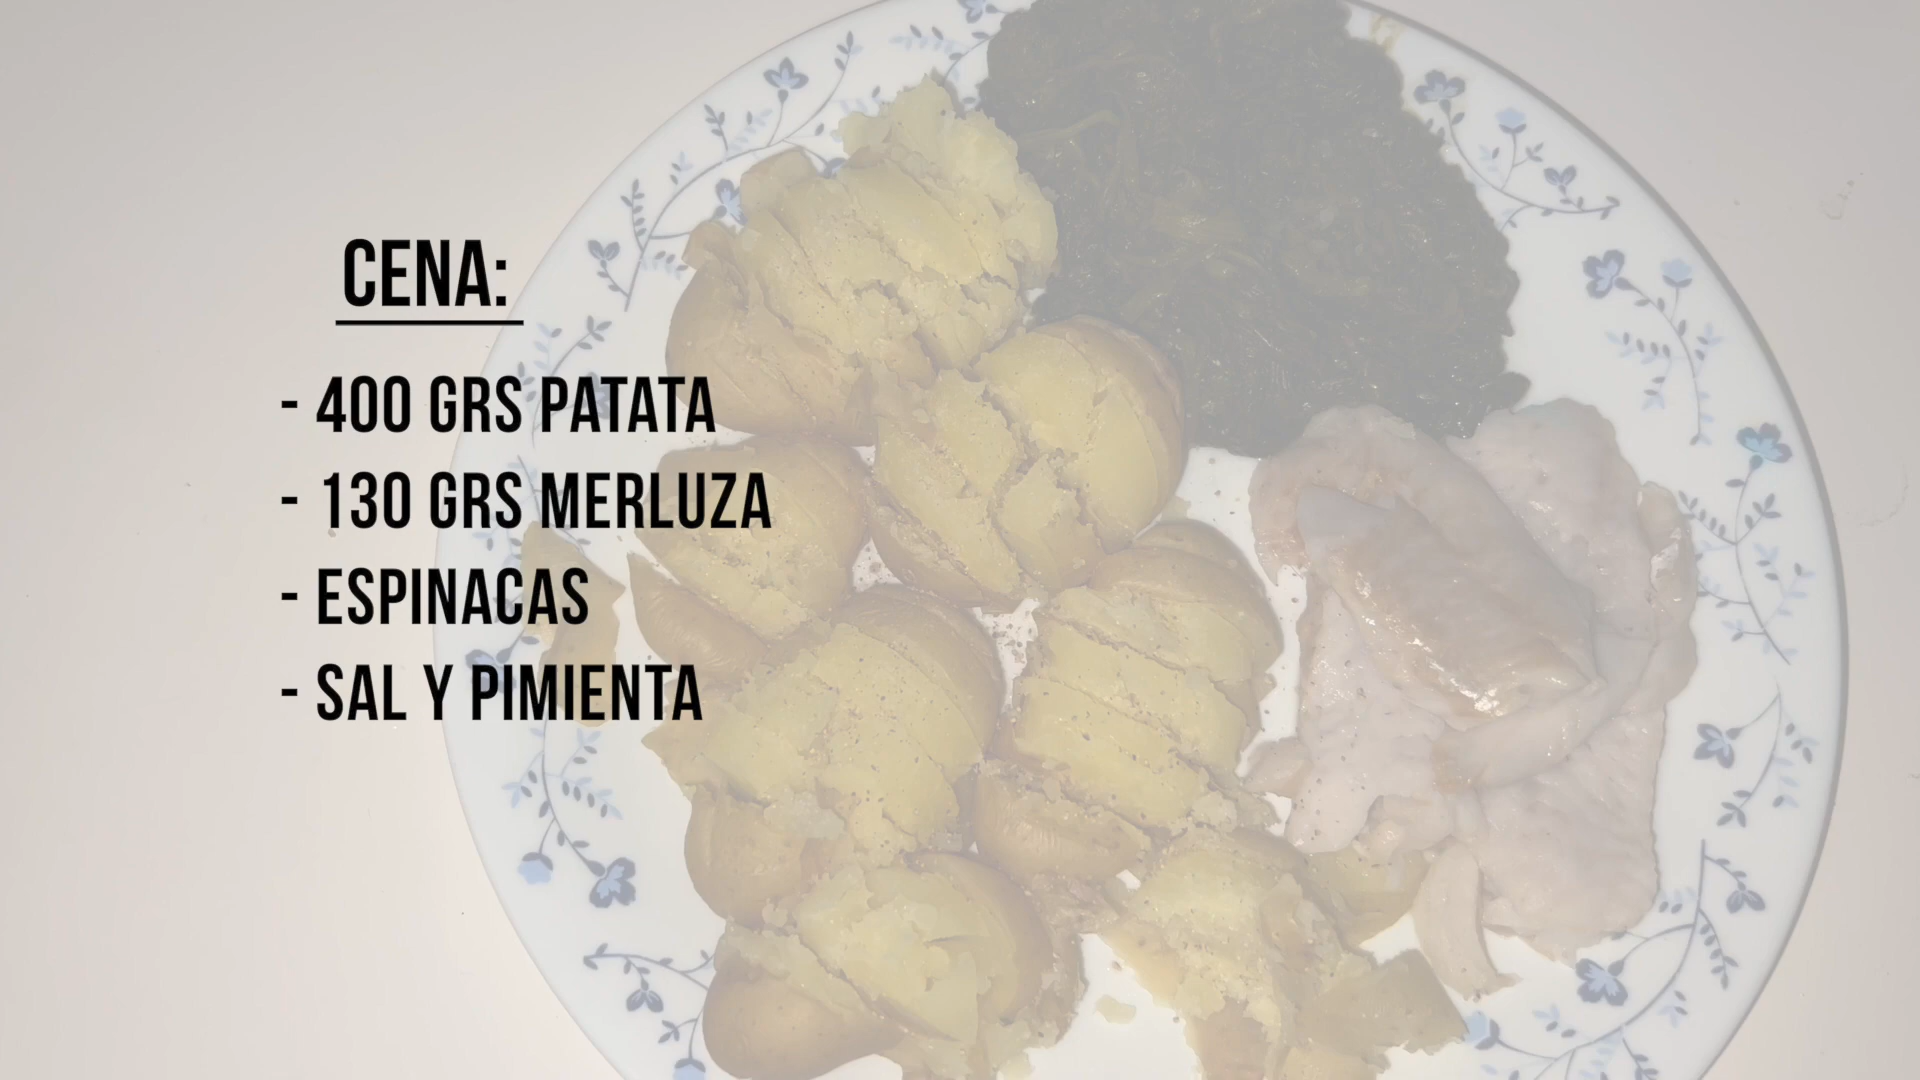 CENA:
- 400 GRS PATATA
- 130 GRS MERLUZA
- ESPINACAS
- SAL Y PIMIENTA